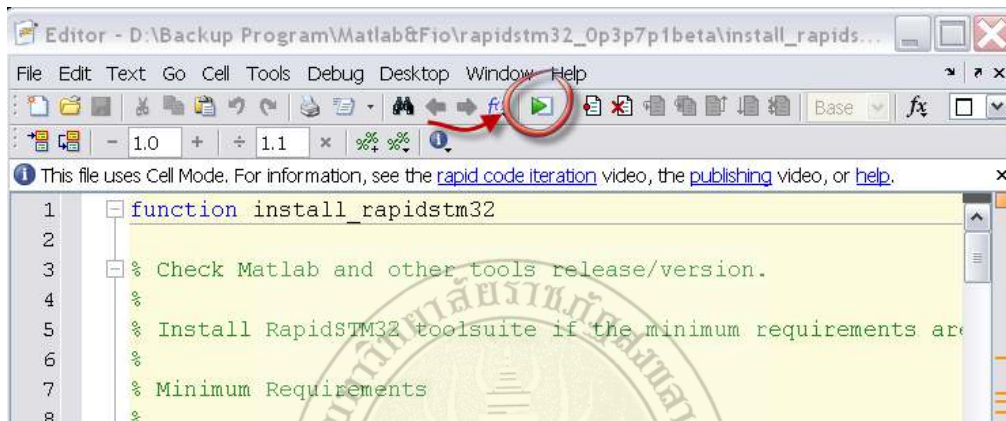 Editor - D:\Backup Program\Matlab&Fio\rapidstm32_0p3p7p1beta\install_rapids...
File Edit Text Go Cell Tools Debug Desktop Window Help
Base fx
- 1.0 + ÷ 1.1 ×
This file uses Cell Mode. For information, see the rapid code iteration video, the publishing video, or help.
1 function install_rapidstm32
2
3 % Check Matlab and other tools release/version.
4 %
5 % Install RapidSTM32 toolsuite if the minimum requirements are
6 %
7 % Minimum Requirements
8 %